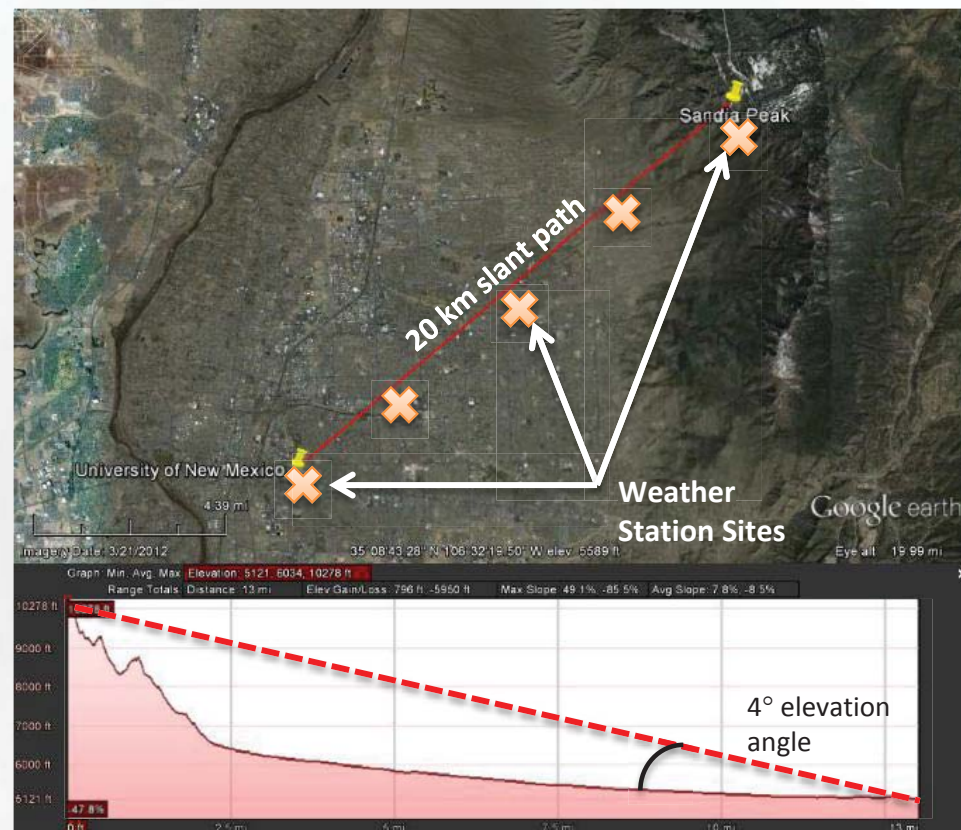 Sandia Peak
20 km slant path
University of New Mexico
4.39 mi
Weather
Station Sites
Google earth
Imagery Date: 3/21/2012
35°08'43.28" N 106°32'19.50" W elev 5589 ft
Eye alt 19.99 mi
Graph: Min, Avg, Max Elevation: 5121, 6034, 10278 ft
Range Totals: Distance: 13 mi Elev Gain/Loss: 796 ft, -5950 ft Max Slope: 49.1%, -85.5% Avg Slope: 7.8%, -8.5%
10278 ft
9000 ft
8000 ft
7000 ft
6000 ft
5121 ft
4° elevation
angle
-47.8%
0 ft 2.5 mi 5 mi 7.5 mi 10 mi 13 mi